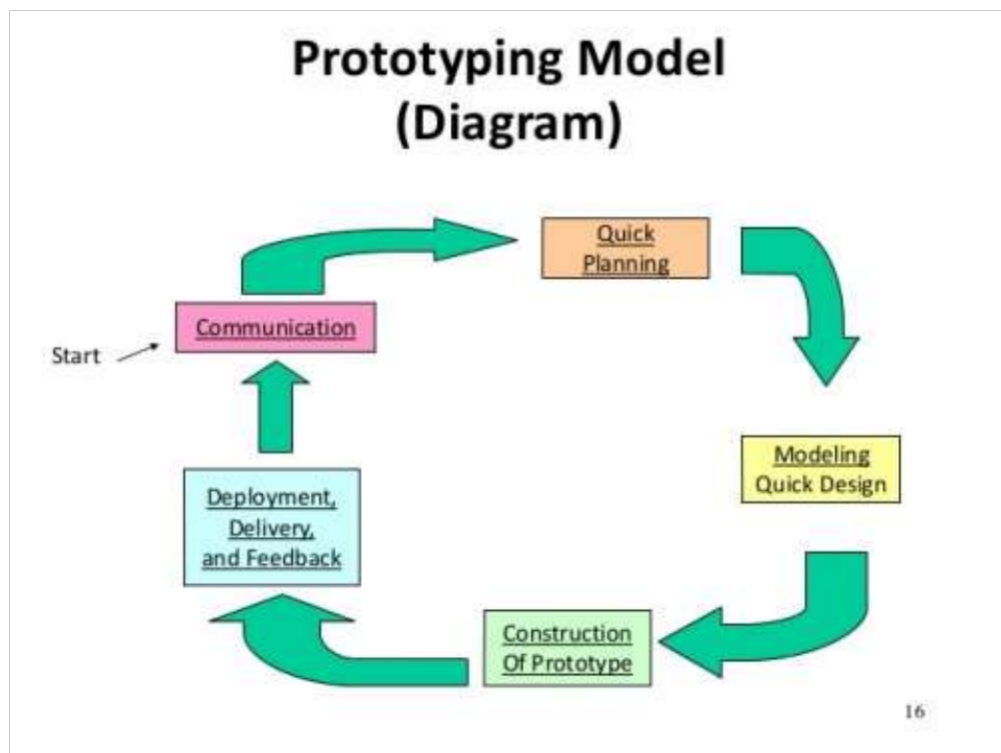 Prototyping Model
(Diagram)
Quick
Planning
Communication
Start
Modeling
Quick Design
Deployment,
Delivery,
and Feedback
Construction
Of Prototype
16